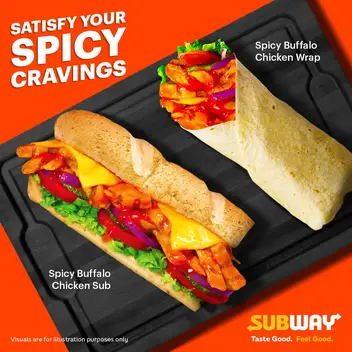 SATISFY YOUR
SPICY
CRAVINGS
Spicy Buffalo
Chicken Wrap
Spicy Buffalo
Chicken Sub
SUBWAY
Taste Good. Feel Good.
Visuals are for illustration purposes only